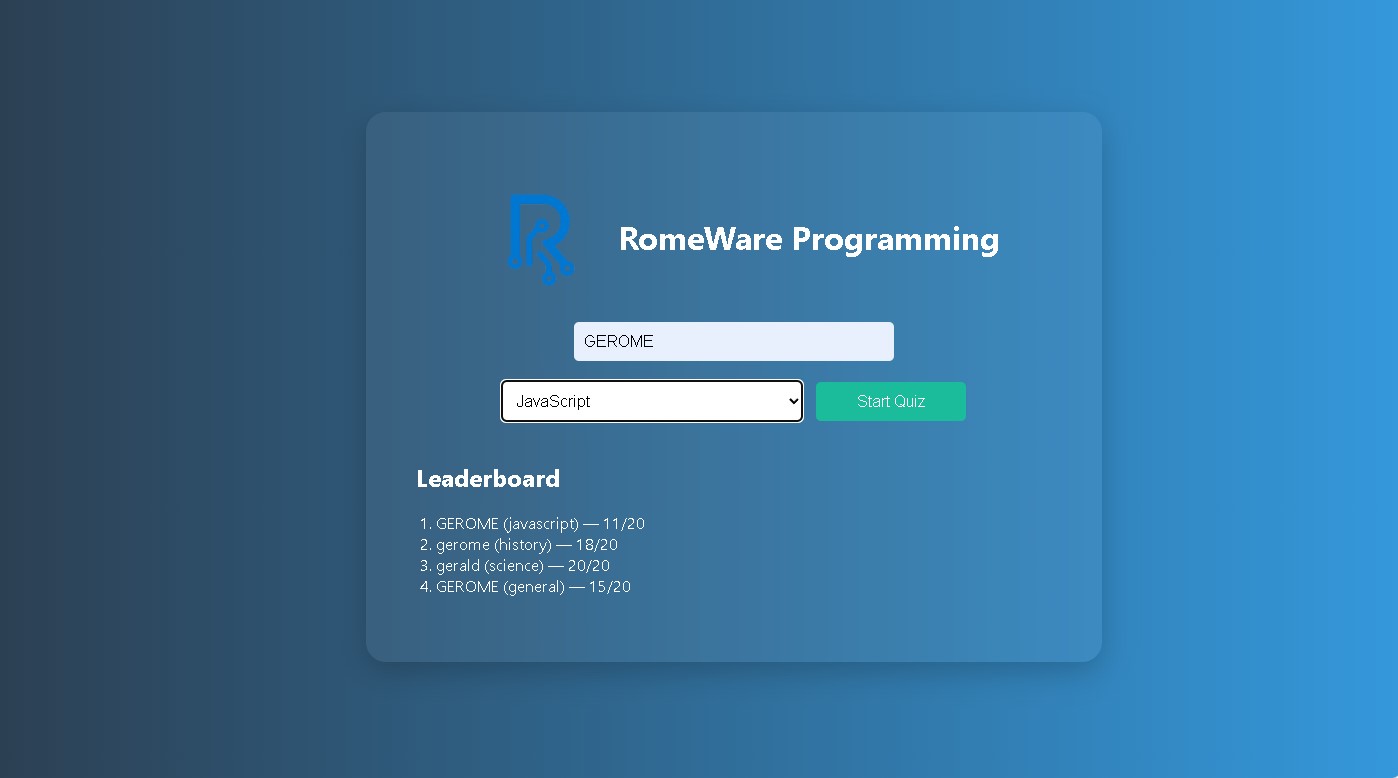 RomeWare Programming
GEROME
JavaScript
Start Quiz
Leaderboard
1. GEROME (javascript) — 11/20
2. gerome (history) — 18/20
3. gerald (science) — 20/20
4. GEROME (general) — 15/20